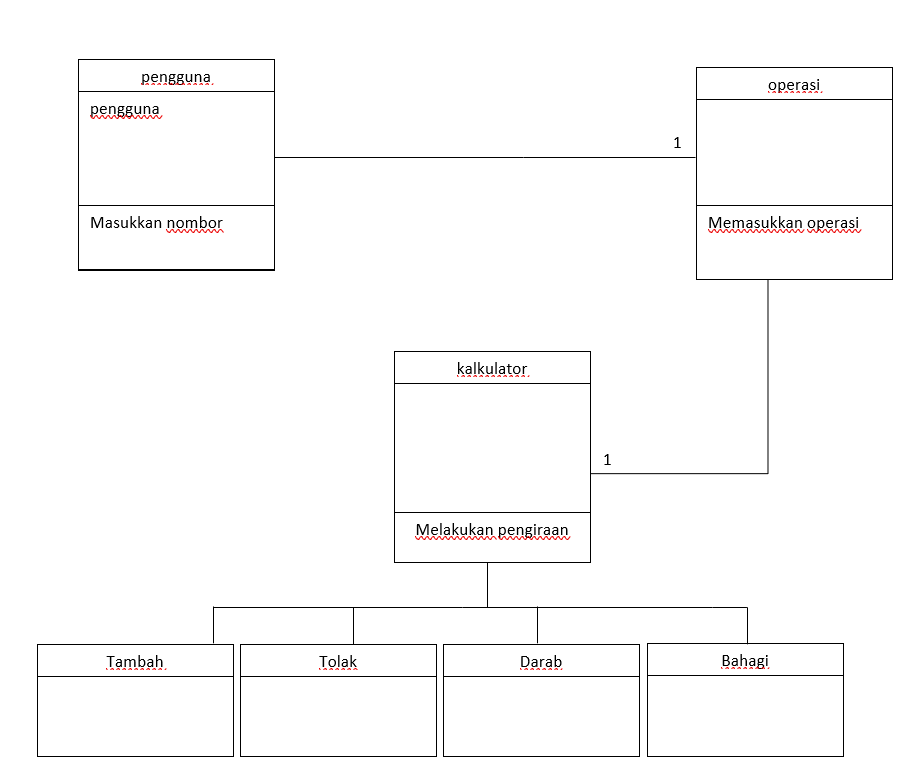 pengguna
pengguna
Masukkan nombor
1
operasi
Memasukkan operasi
kalkulator
1
Melakukan pengiraan
Tambah
Tolak
Darab
Bahagi